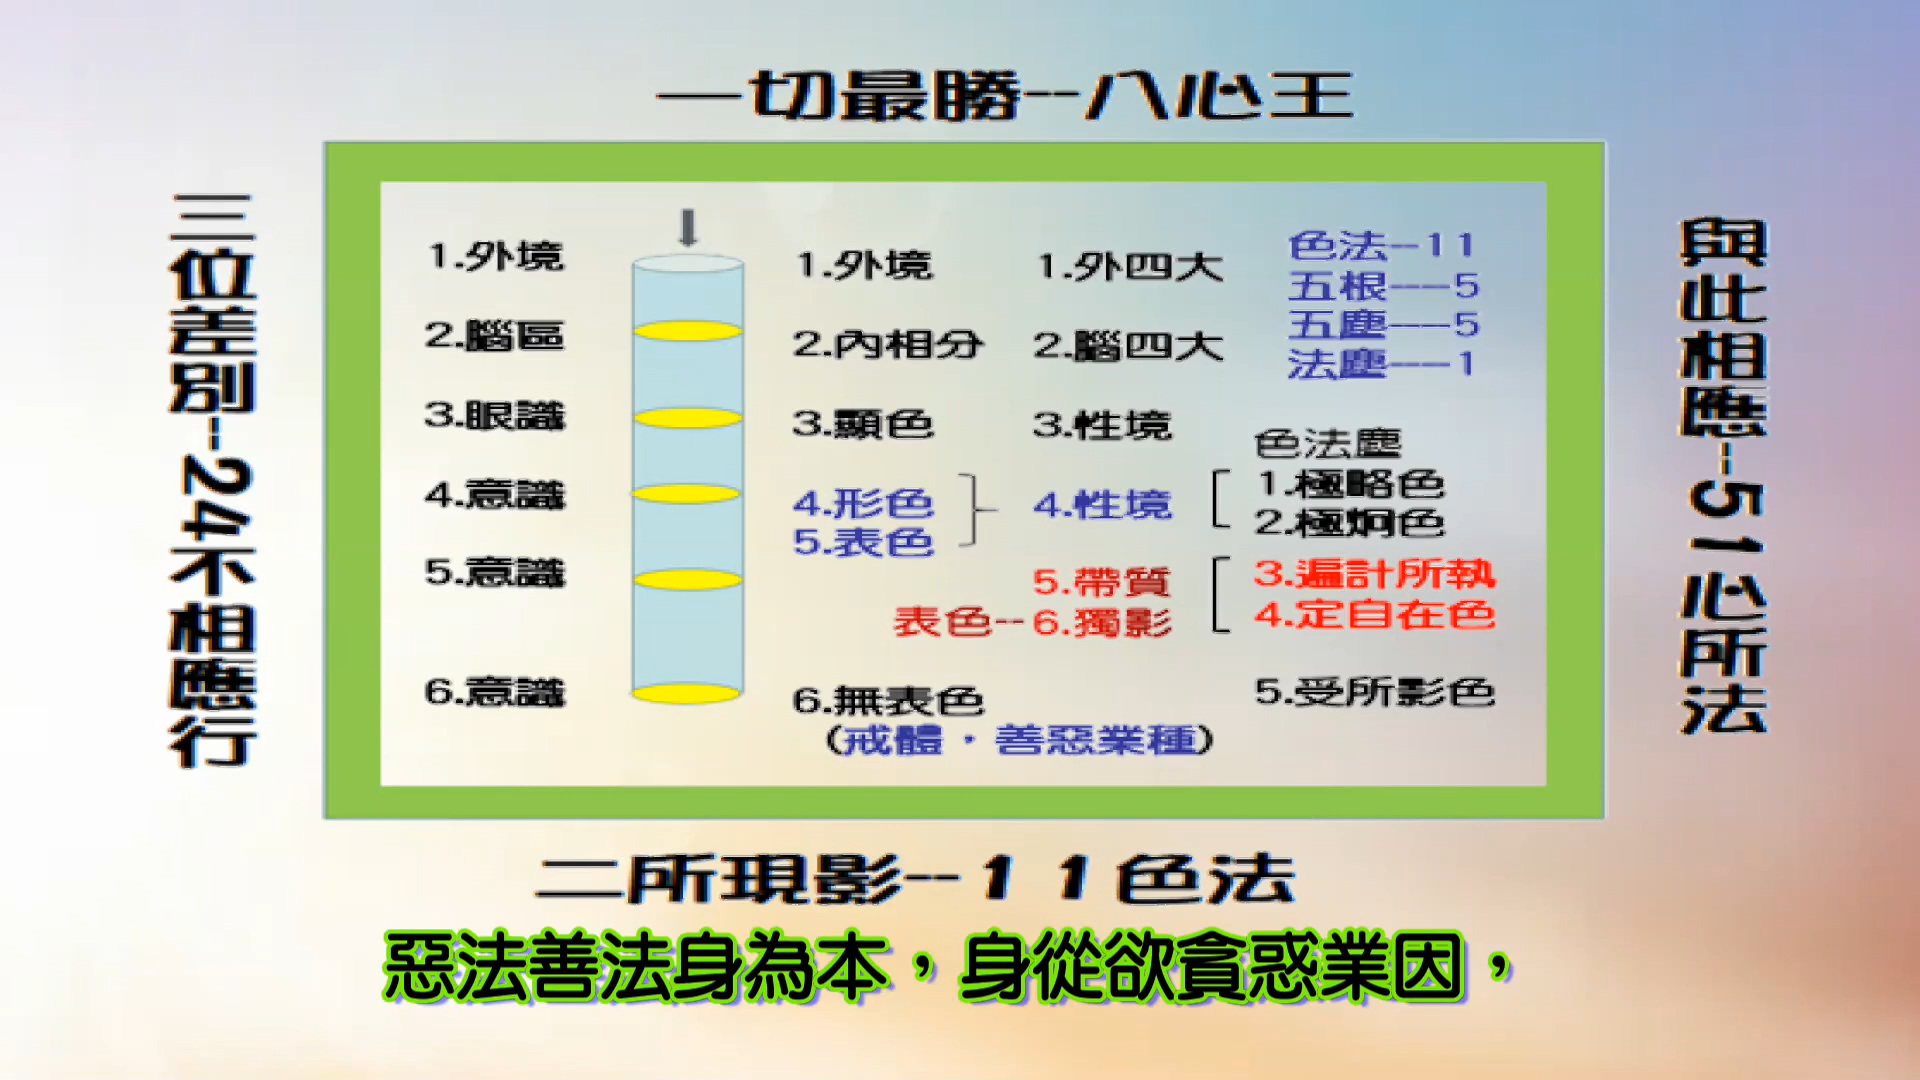 一切最勝--八心王
三位差別--24不相應行
1.外境
2.腦區
3.眼識
4.意識
5.意識
6.意識
1.外境
2.內相分
3.顯色
4.形色
5.表色
6.無表色
(戒體·善惡業種)
1.外四大
2.腦四大
3.性境
4.性境
5.帶質
表色--6.獨影
色法--11
五根---5
五塵---5
法塵---1
色法塵
1.極略色
2.極炯色
3.遍計所執
4.定自在色
5.受所影色
與此相應--51心所法
二所現影--11色法
惡法善法身為本，身從欲貪惑業因，